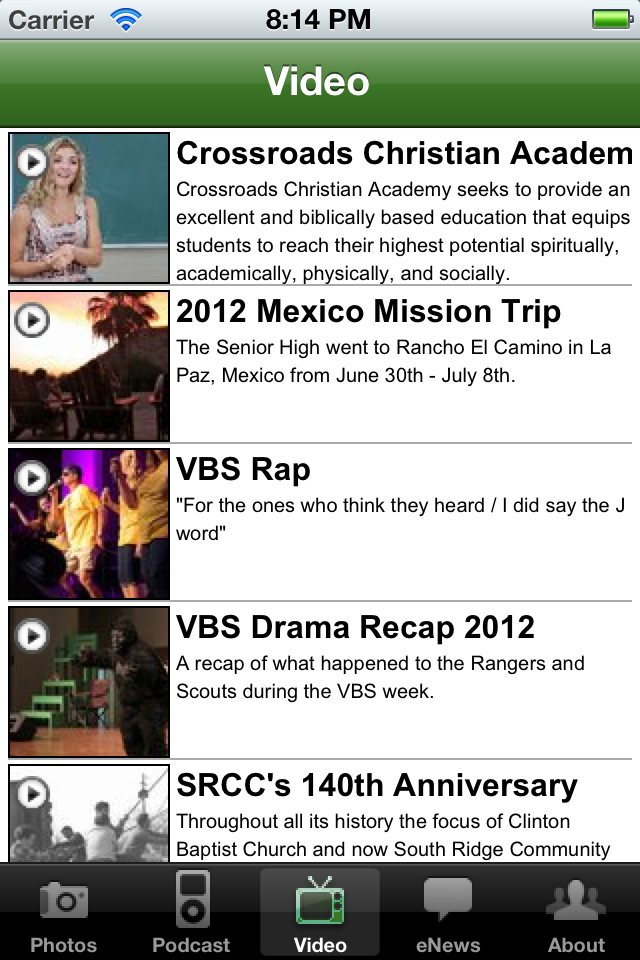 Carrier 8:14 PM
Video
Crossroads Christian Academ
Crossroads Christian Academy seeks to provide an
excellent and biblically based education that equips
students to reach their highest potential spiritually,
academically, physically, and socially.
2012 Mexico Mission Trip
The Senior High went to Rancho El Camino in La
Paz, Mexico from June 30th - July 8th.
VBS Rap
"For the ones who think they heard / I did say the J
word"
VBS Drama Recap 2012
A recap of what happened to the Rangers and
Scouts during the VBS week.
SRCC's 140th Anniversary
Throughout all its history the focus of Clinton
Baptist Church and now South Ridge Community
Photos Podcast Video eNews About